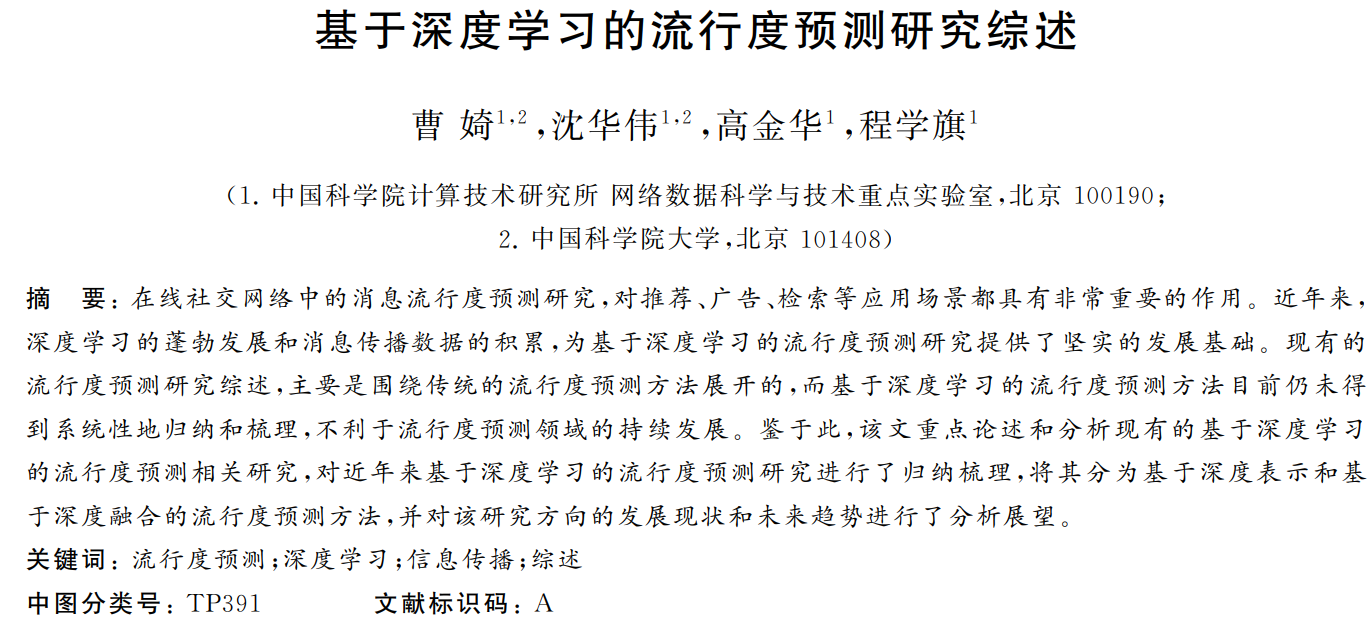 基于深度学习的流行度预测研究综述
曹 婍1,2,沈华伟1,2,高金华1,程学旗1
(1. 中国科学院计算技术研究所 网络数据科学与技术重点实验室,北京 100190;
2. 中国科学院大学,北京 101408)
摘 要: 在线社交网络中的消息流行度预测研究,对推荐、广告、检索等应用场景都具有非常重要的作用。近年来,
深度学习的蓬勃发展和消息传播数据的积累,为基于深度学习的流行度预测研究提供了坚实的发展基础。现有的
流行度预测研究综述,主要是围绕传统的流行度预测方法展开的,而基于深度学习的流行度预测方法目前仍未得
到系统性地归纳和梳理,不利于流行度预测领域的持续发展。鉴于此,该文重点论述和分析现有的基于深度学习
的流行度预测相关研究,对近年来基于深度学习的流行度预测研究进行了归纳梳理,将其分为基于深度表示和基
于深度融合的流行度预测方法,并对该研究方向的发展现状和未来趋势进行了分析展望。
关键词: 流行度预测;深度学习;信息传播;综述
中图分类号: TP391 文献标识码: A